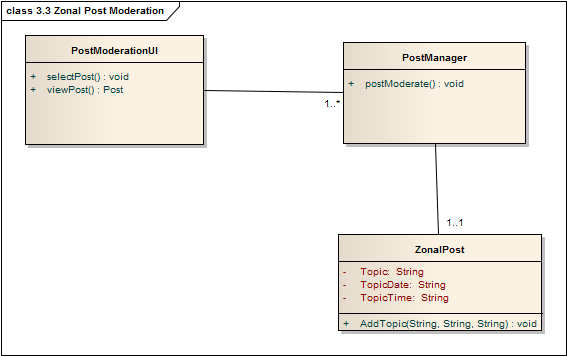 class 3.3 Zonal Post Moderation
PostModerationUI
+ selectPost() : void
+ viewPost() : Post
PostManager
+ postModerate() : void
1..*
1..1
ZonalPost
- Topic: String
- TopicDate: String
- TopicTime: String
+ AddTopic(String, String, String) : void